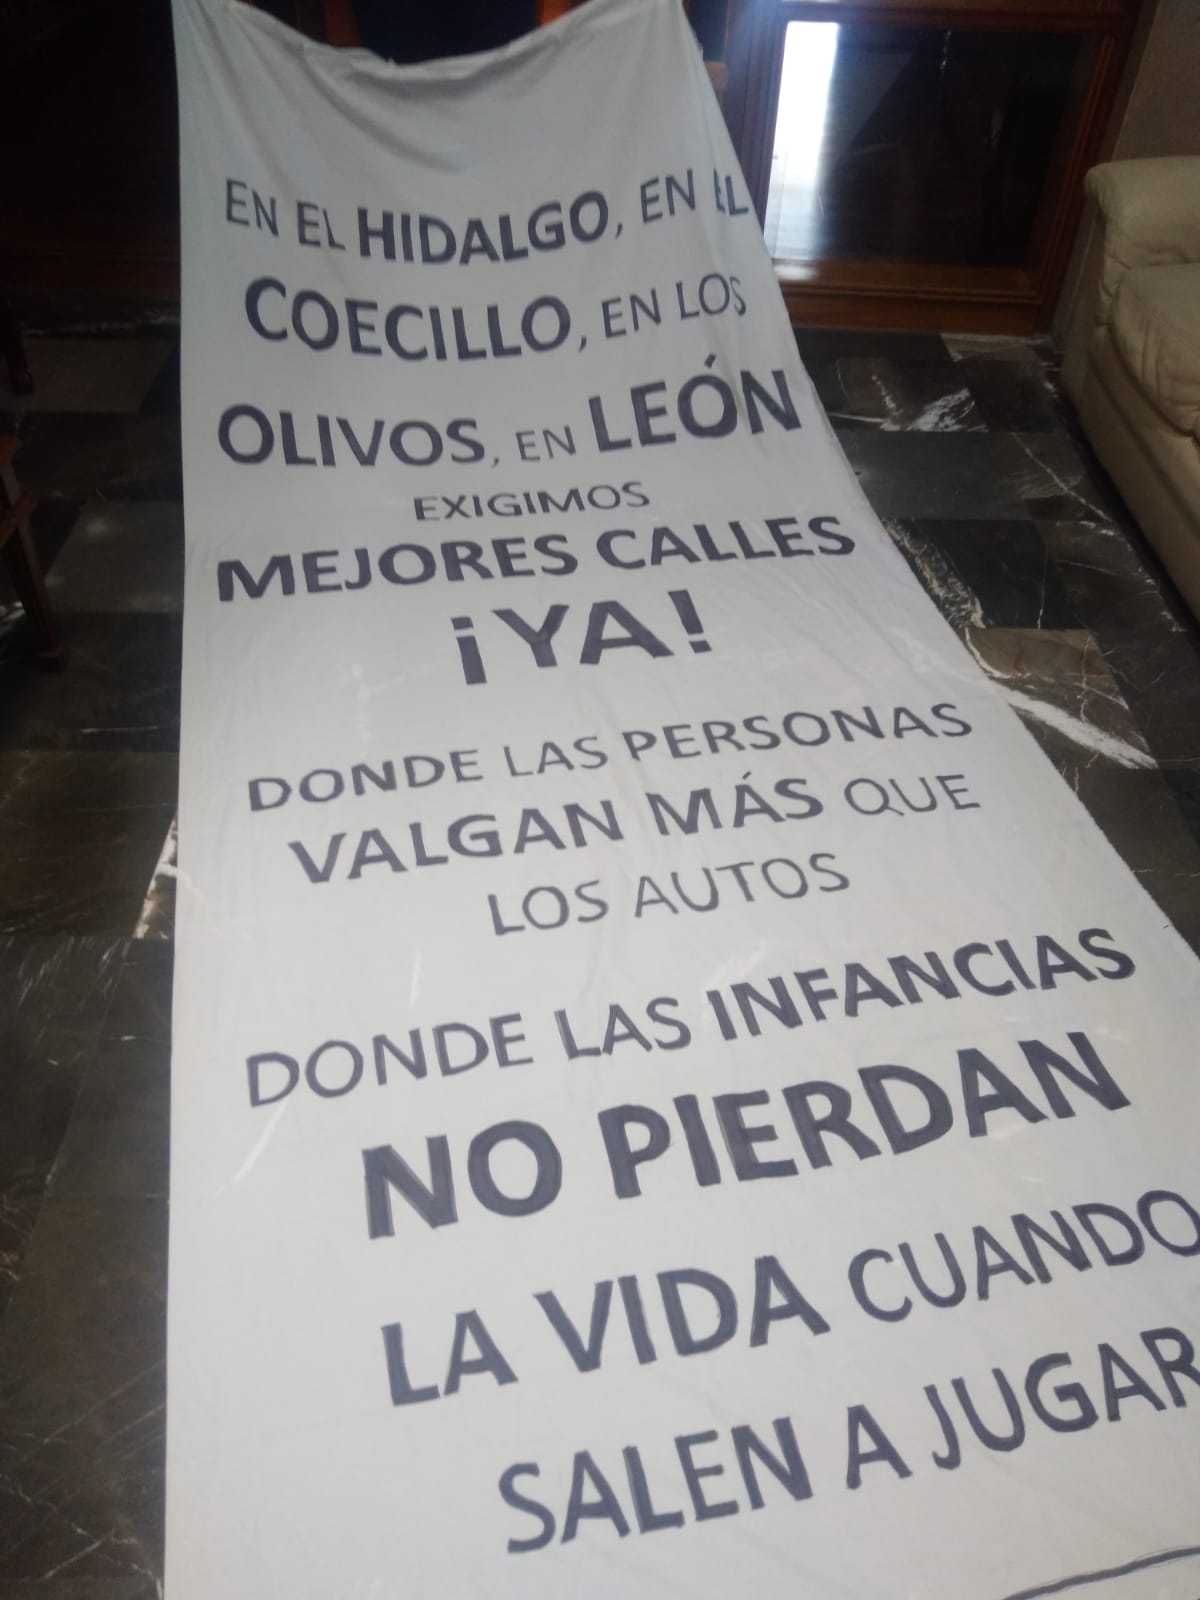 EN EL HIDALGO, EN EL
COECILLO, EN LOS
OLIVOS, EN LEÓN
EXIGIMOS
MEJORES CALLES
¡YA!
DONDE LAS PERSONAS
VALGAN MÁS QUE
LOS AUTOS
DONDE LAS INFANCIAS
NO PIERDAN
LA VIDA CUANDO
SALEN A JUGAR